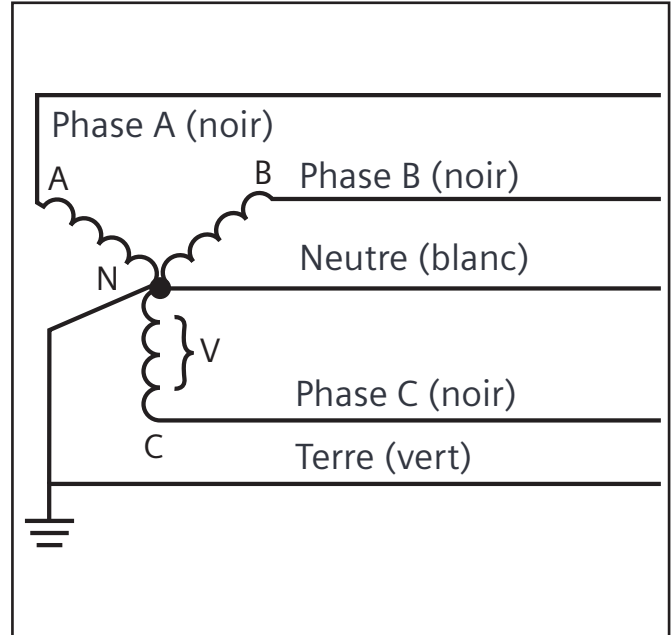 Phase A (noir)
A
B
Phase B (noir)
N
Neutre (blanc)
V
Phase C (noir)
C
Terre (vert)